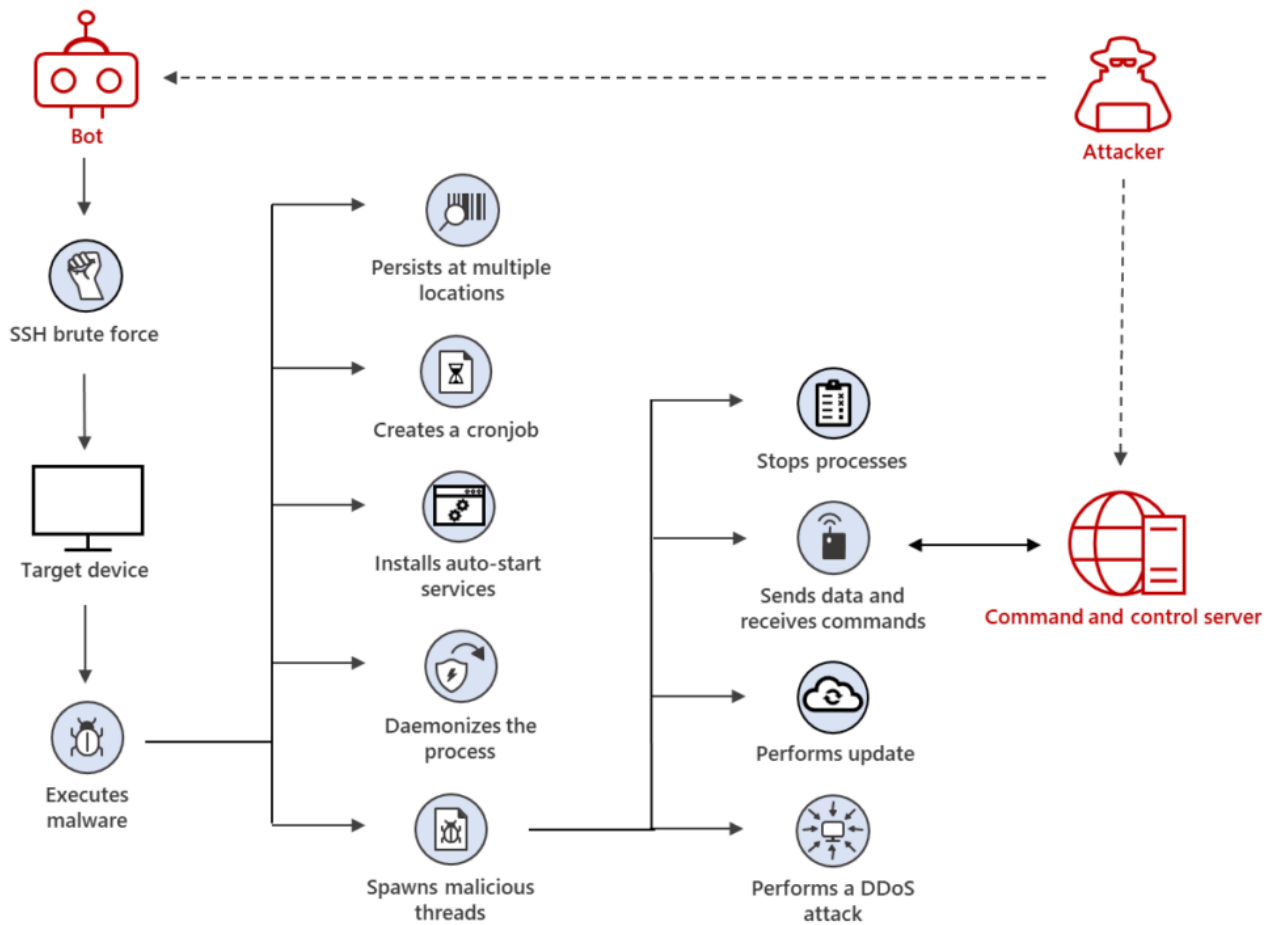 Bot
Attacker
SSH brute force
Target device
Executes
malware
Persists at multiple
locations
Creates a cronjob
Installs auto-start
services
Daemonizes the
process
Spawns malicious
threads
Stops processes
Sends data and
receives commands
Performs update
Performs a DDoS
attack
Command and control server